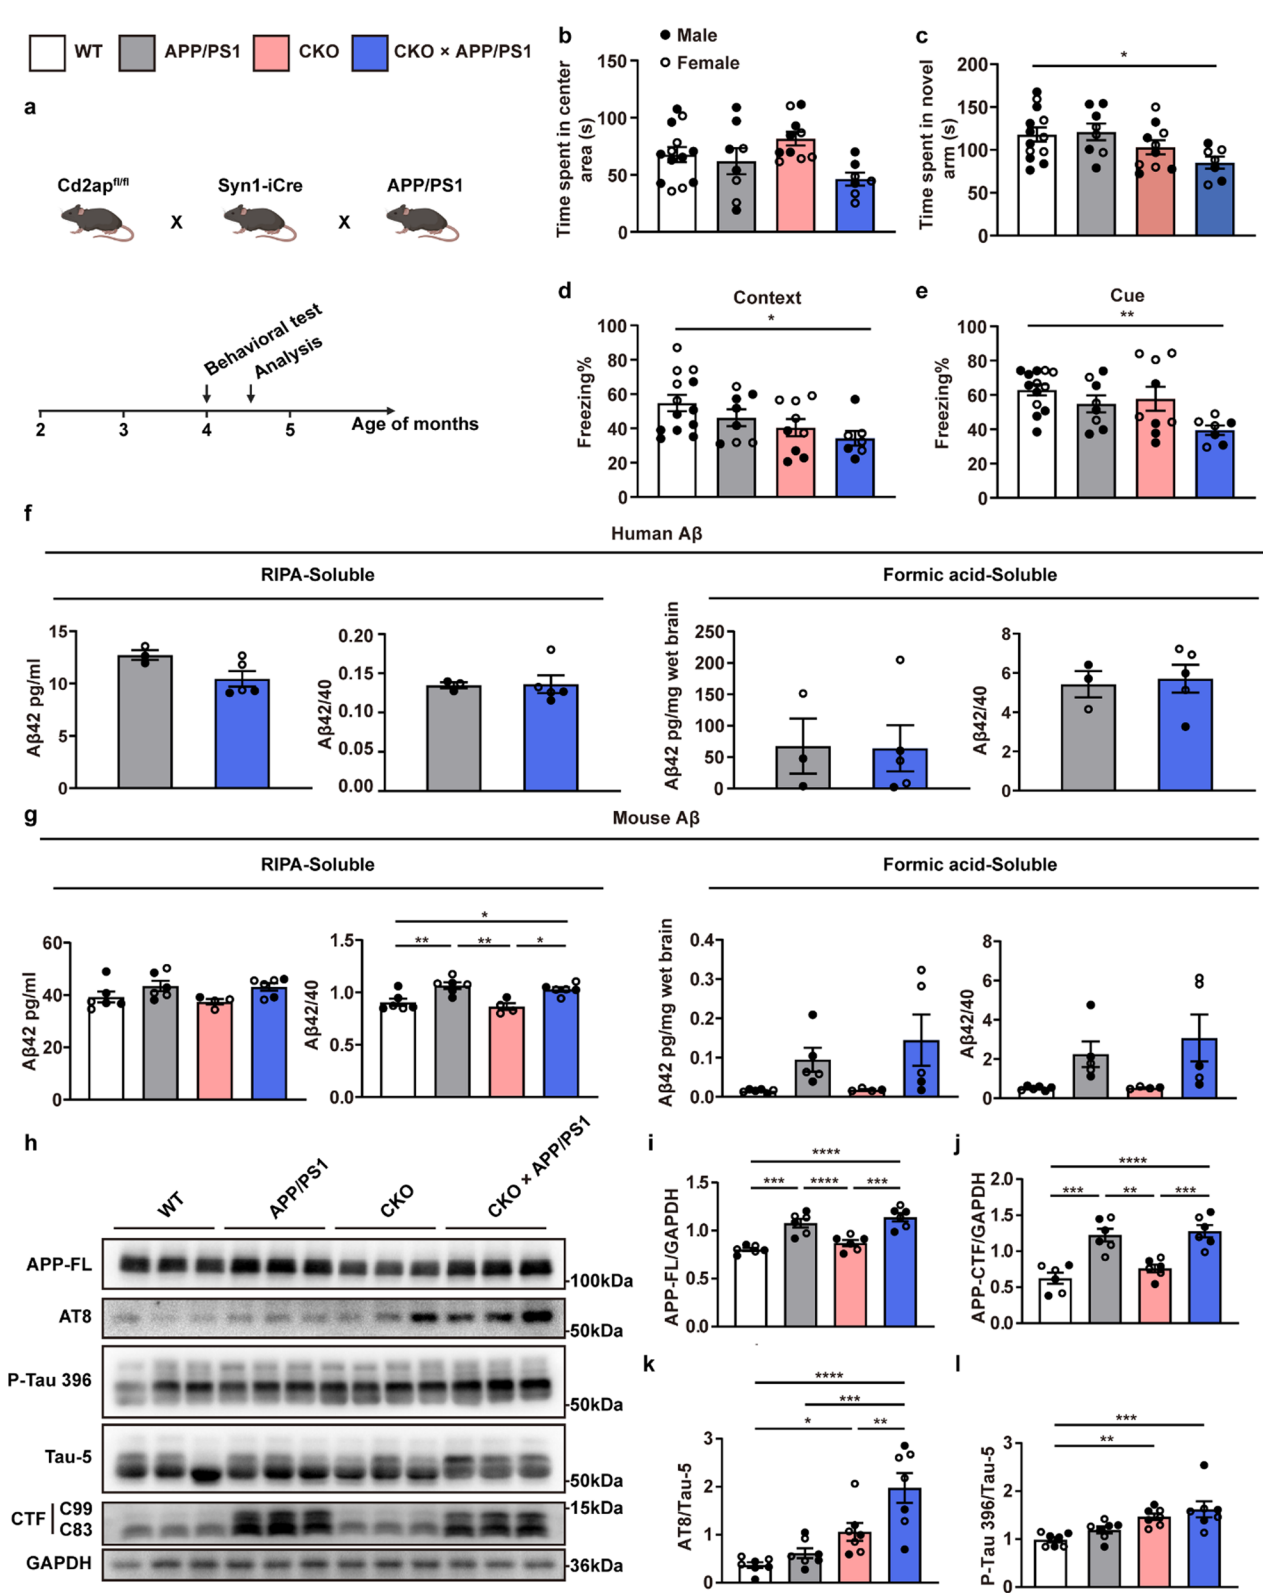 WT APP/PS1 CKO CKO × APP/PS1
a
Cd2apfl/fl Syn1-iCre APP/PS1
X X
Behavioral test
Analysis
2 3 4 5 Age of months
b
Male
Female
Time spent in center area (s)
150
100
50
0
c
*
Time spent in novel arm (s)
200
150
100
50
0
d
Context
*
Freezing%
100
80
60
40
20
0
e
Cue
**
Freezing%
100
80
60
40
20
0
f
Human Aβ
RIPA-Soluble Formic acid-Soluble
Aβ42 pg/ml
15
10
5
0
Aβ42/40
0.20
0.15
0.10
0.05
0.00
Aβ42 pg/mg wet brain
250
200
150
100
50
0
Aβ42/40
8
6
4
2
0
g
Mouse Aβ
RIPA-Soluble Formic acid-Soluble
Aβ42 pg/ml
60
40
20
0
Aβ42/40
1.5
1.0
0.5
0.0
*
** ** *
Aβ42 pg/mg wet brain
0.4
0.3
0.2
0.1
0.0
Aβ42/40
8
6
4
2
0
h
WT APP/PS1 CKO CKO × APP/PS1
APP-FL -100kDa
AT8 -50kDa
P-Tau 396 -50kDa
Tau-5 -50kDa
CTF C99 -15kDa
C83
GAPDH -36kDa
i
****
*** **** ***
APP-FL/GAPDH
1.5
1.0
0.5
0.0
j
****
*** ** ***
APP-CTF/GAPDH
2.0
1.5
1.0
0.5
0.0
k
****
***
* **
AT8/Tau-5
3
2
1
0
l
***
**
P-Tau 396/Tau-5
3
2
1
0